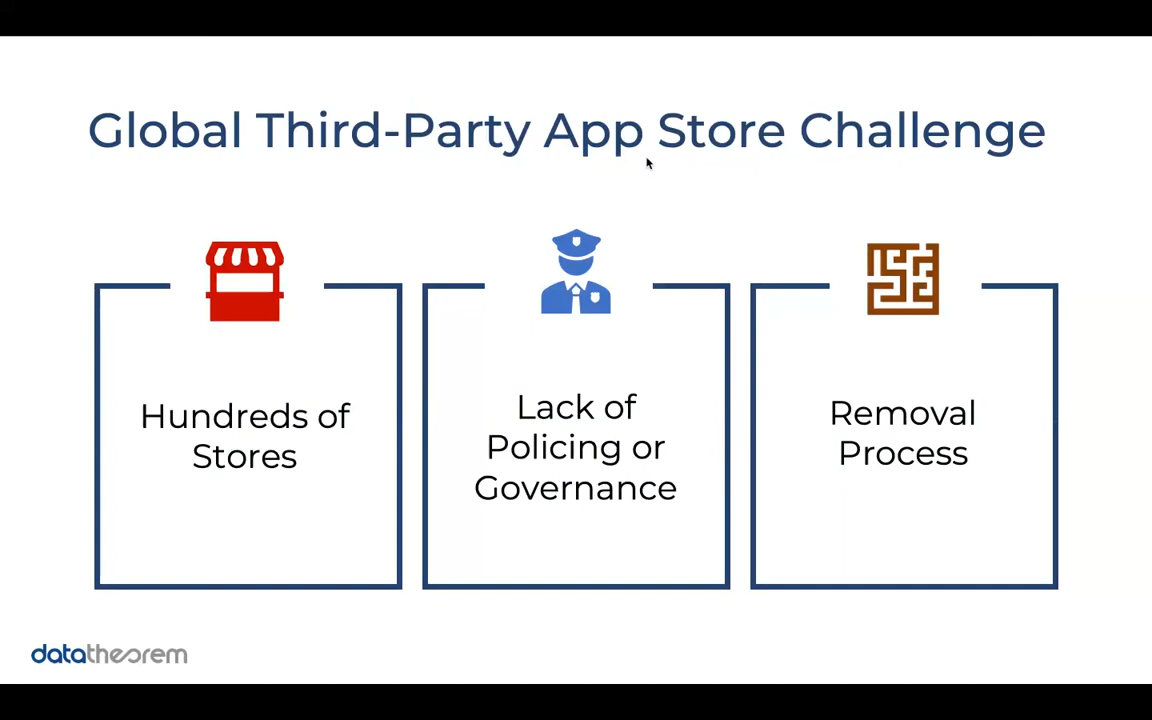 Global Third-Party App Store Challenge
Hundreds of
Stores
Lack of
Policing or
Governance
Removal
Process
datatheorem